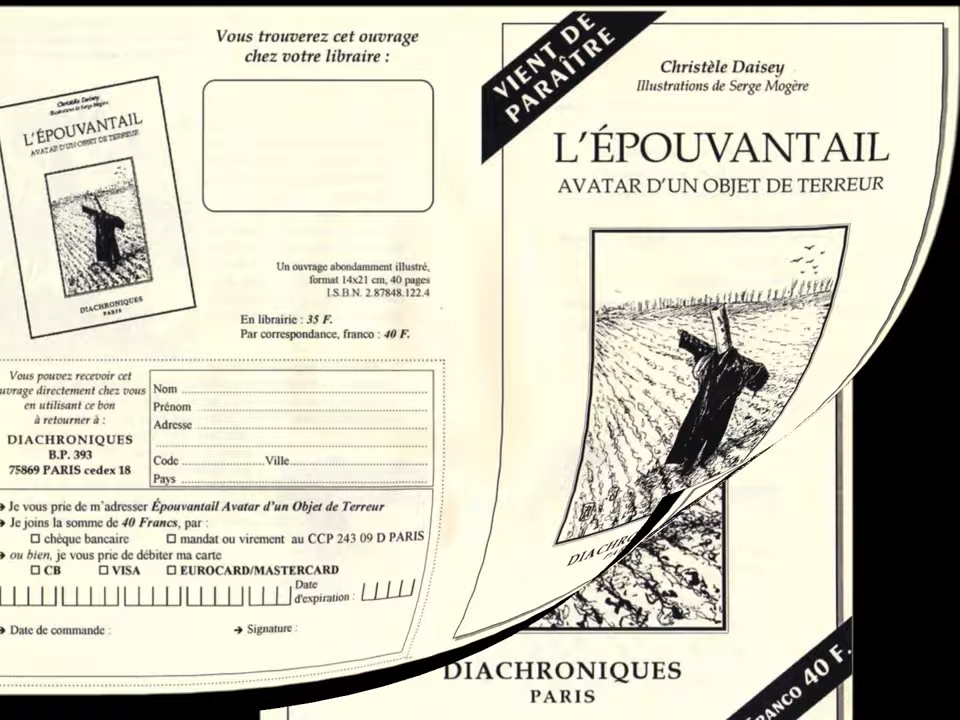 Vous trouverez cet ouvrage
chez votre libraire :
Christèle Daisey
Illustrations de Serge Mogère
L'ÉPOUVANTAIL
AVATAR D'UN OBJET DE TERREUR
DIACHRONIQUES
PARIS
Un ouvrage abondamment illustré,
format 14x21 cm, 40 pages
I.S.B.N. 2.87848.122.4
En librairie : 35 F.
Par correspondance, franco : 40 F.
Vous pouvez recevoir cet
uvrage directement chez vous
en utilisant ce bon
à retourner à :
DIACHRONIQUES
B.P. 393
75869 PARIS cedex 18
Nom
Prénom
Adresse
Code Ville
Pays
Je vous prie de m'adresser Épouvantail Avatar d'un Objet de Terreur
Je joins la somme de 40 Francs, par :
chèque bancaire mandat ou virement au CCP 243 09 D PARIS
ou bien, je vous prie de débiter ma carte
CB VISA EUROCARD/MASTERCARD
Date
d'expiration :
Date de commande : Signature :
VIENT DE
PARAÎTRE
Christèle Daisey
Illustrations de Serge Mogère
L'ÉPOUVANTAIL
AVATAR D'UN OBJET DE TERREUR
DIACHRO
PA
DIACHRONIQUES
PARIS
FRANCO 40 F.